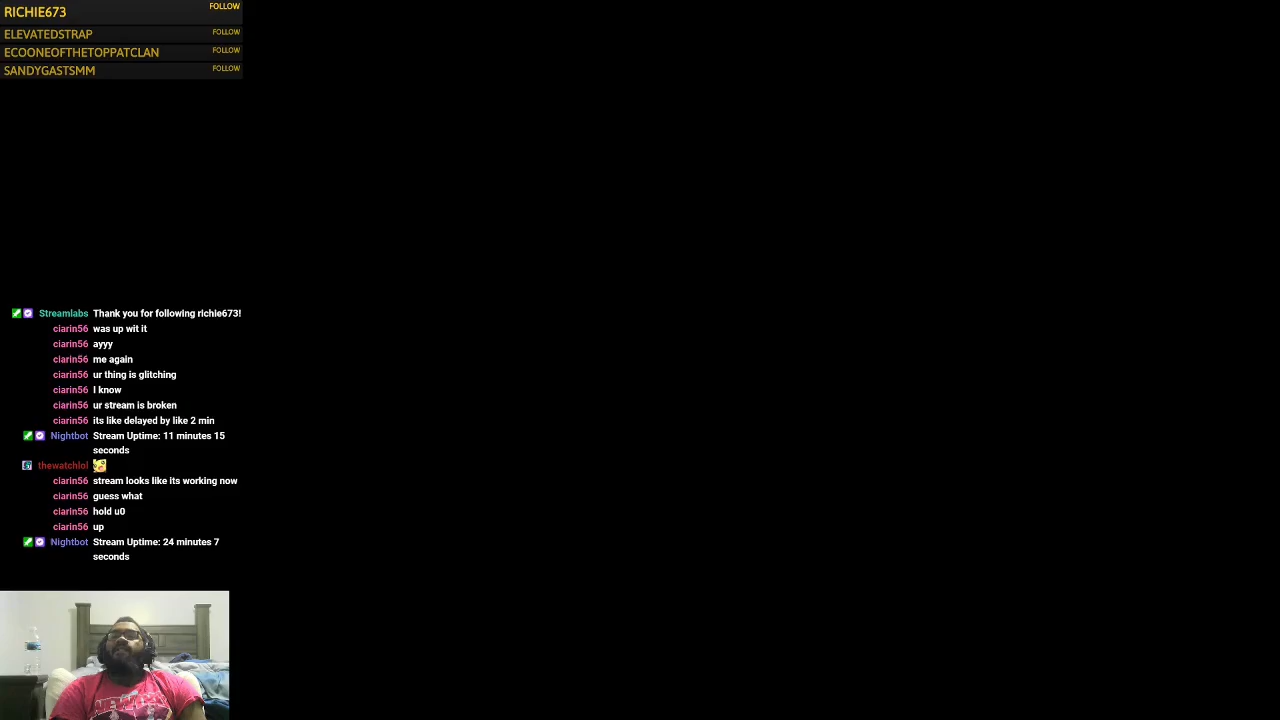 RICHIE673 FOLLOW
ELEVATEDSTRAP FOLLOW
ECOONEOFTHETOPPATCLAN FOLLOW
SANDYGASTSMM FOLLOW
Streamlabs Thank you for following richie673!
ciarin56 was up wit it
ciarin56 ayyy
ciarin56 me again
ciarin56 ur thing is glitching
ciarin56 I know
ciarin56 ur stream is broken
ciarin56 its like delayed by like 2 min
Nightbot Stream Uptime: 11 minutes 15
seconds
thewatchlol
ciarin56 stream looks like its working now
ciarin56 guess what
ciarin56 hold u0
ciarin56 up
Nightbot Stream Uptime: 24 minutes 7
seconds